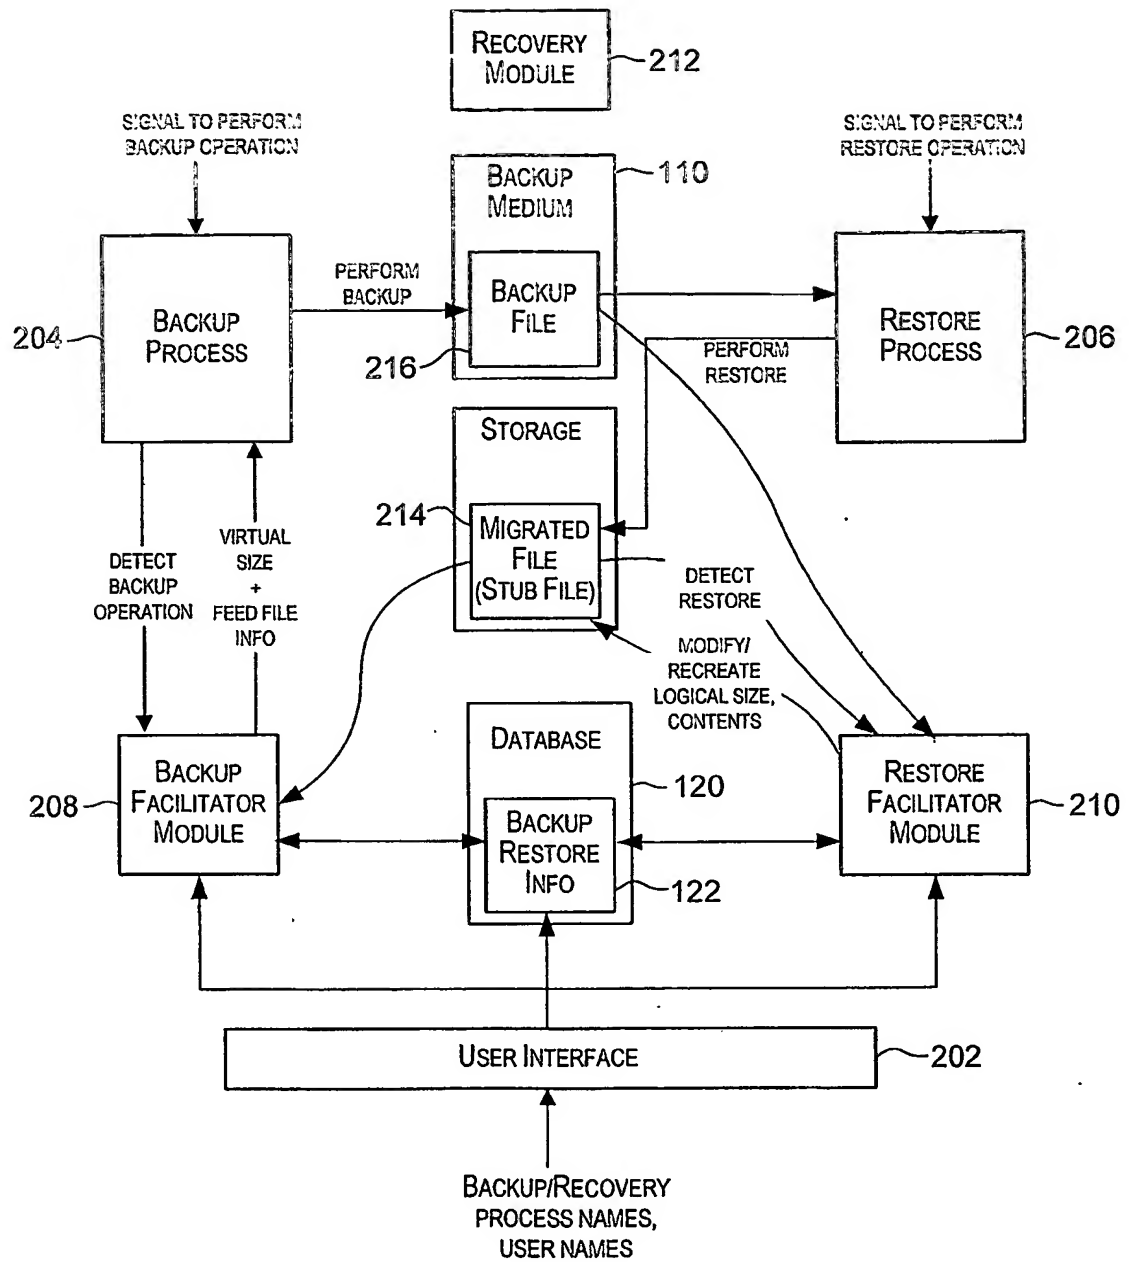 RECOVERY
MODULE
212
SIGNAL TO PERFORM
BACKUP OPERATION
SIGNAL TO PERFORM
RESTORE OPERATION
BACKUP
MEDIUM
110
BACKUP
PROCESS
204
PERFORM
BACKUP
BACKUP
FILE
216
RESTORE
PROCESS
206
PERFORM
RESTORE
STORAGE
214
MIGRATED
FILE
(STUB FILE)
DETECT
BACKUP
OPERATION
VIRTUAL
SIZE
+
FEED FILE
INFO
DETECT
RESTORE
MODIFY/
RECREATE
LOGICAL SIZE,
CONTENTS
BACKUP
FACILITATOR
MODULE
208
DATABASE
120
BACKUP
RESTORE
INFO
122
RESTORE
FACILITATOR
MODULE
210
USER INTERFACE
202
BACKUP/RECOVERY
PROCESS NAMES,
USER NAMES